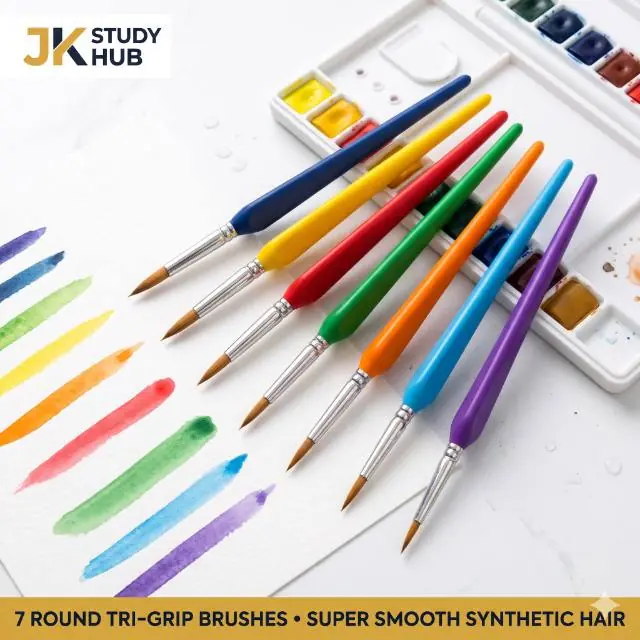 JK STUDY
HUB
7 ROUND TRI-GRIP BRUSHES • SUPER SMOOTH SYNTHETIC HAIR